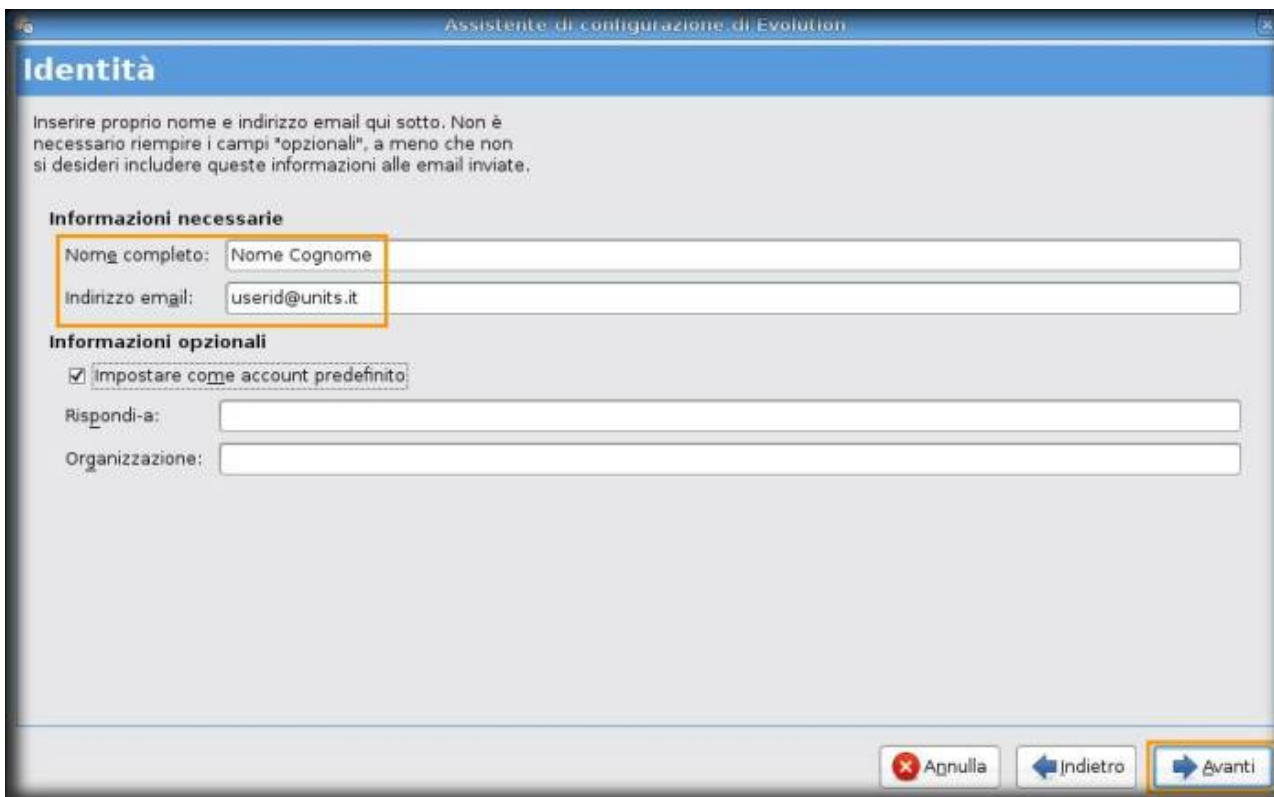 Assistente di configurazione di Evolution
Identità
Inserire proprio nome e indirizzo email qui sotto. Non è
necessario riempire i campi "opzionali", a meno che non
si desideri includere queste informazioni alle email inviate.
Informazioni necessarie
Nome completo: Nome Cognome
Indirizzo email: userid@units.it
Informazioni opzionali
Impostare come account predefinito
Rispondi-a:
Organizzazione:
Annulla Indietro Avanti